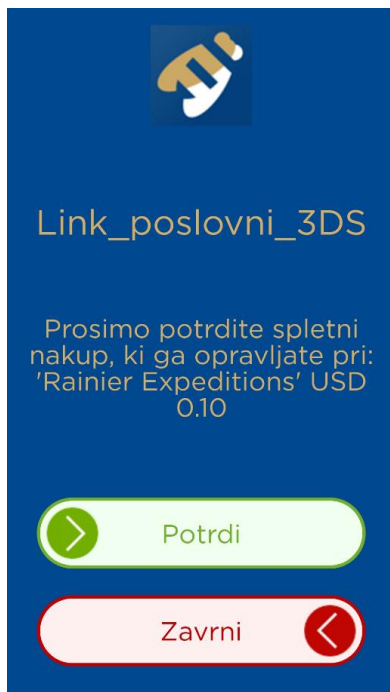 Link_poslovni_3DS
Prosimo potrdite spletni
nakup, ki ga opravljate pri:
'Rainier Expeditions' USD
0.10
Potrdi
Zavrni